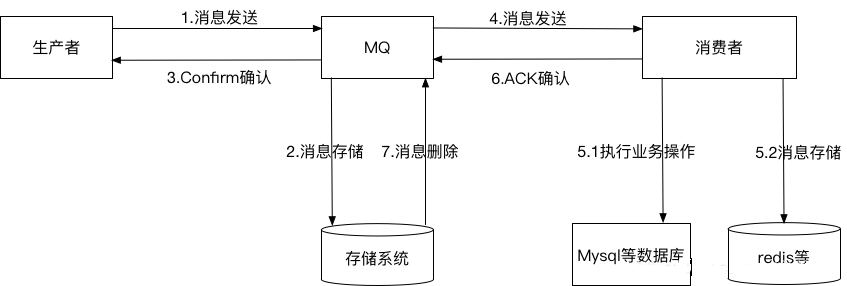 1.消息发送
4.消息发送
生产者
MQ
消费者
3.Confirm确认
6.ACK确认
2.消息存储
7.消息删除
5.1执行业务操作
5.2消息存储
存储系统
Mysql等数据库
redis等